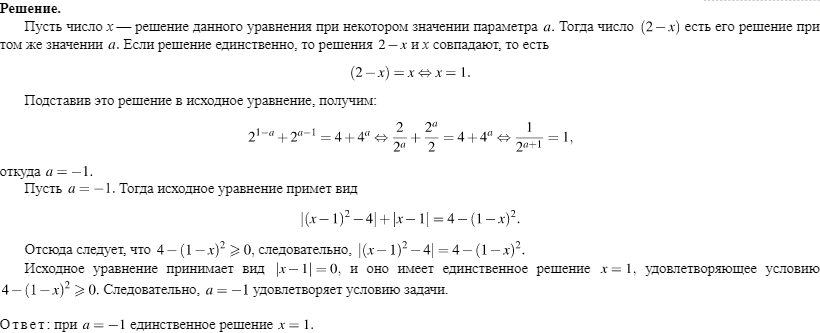 Решение.
Пусть число x — решение данного уравнения при некотором значении параметра a. Тогда число (2 − x) есть его решение при
том же значении a. Если решение единственно, то решения 2 − x и x совпадают, то есть
(2 − x) = x ⇔ x = 1.
Подставив это решение в исходное уравнение, получим:
2^{1−a} + 2^{a−1} = 4 + 4^a ⇔ \frac{2}{2^a} + \frac{2^a}{2} = 4 + 4^a ⇔ \frac{1}{2^{a+1}} = 1,
откуда a = −1.
Пусть a = −1. Тогда исходное уравнение примет вид
|(x − 1)^2 − 4| + |x − 1| = 4 − (1 − x)^2.
Отсюда следует, что 4 − (1 − x)^2 ⩾ 0, следовательно, |(x − 1)^2 − 4| = 4 − (1 − x)^2.
Исходное уравнение принимает вид |x − 1| = 0, и оно имеет единственное решение x = 1, удовлетворяющее условию
4 − (1 − x)^2 ⩾ 0. Следовательно, a = −1 удовлетворяет условию задачи.
Ответ: при a = −1 единственное решение x = 1.